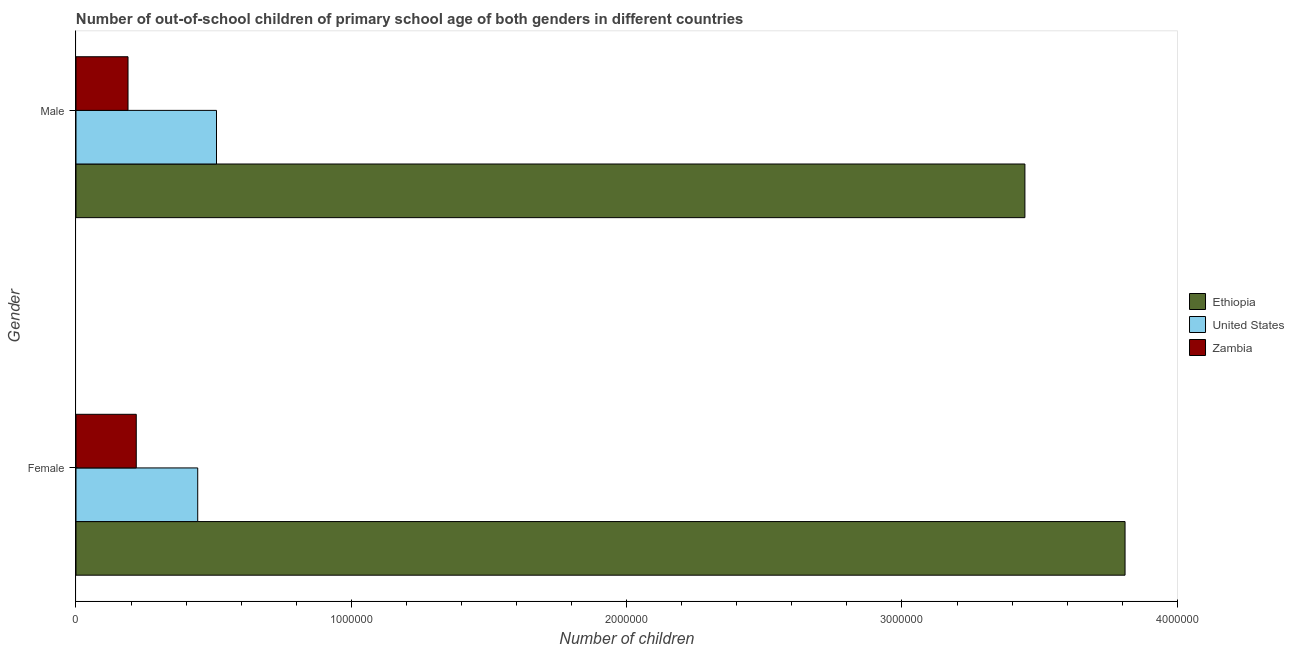 Number of out-of-school children of primary school age of both genders in different countries
Male
Female
Gender
0
1000000
2000000
3000000
4000000
Number of children
Ethiopia
United States
Zambia